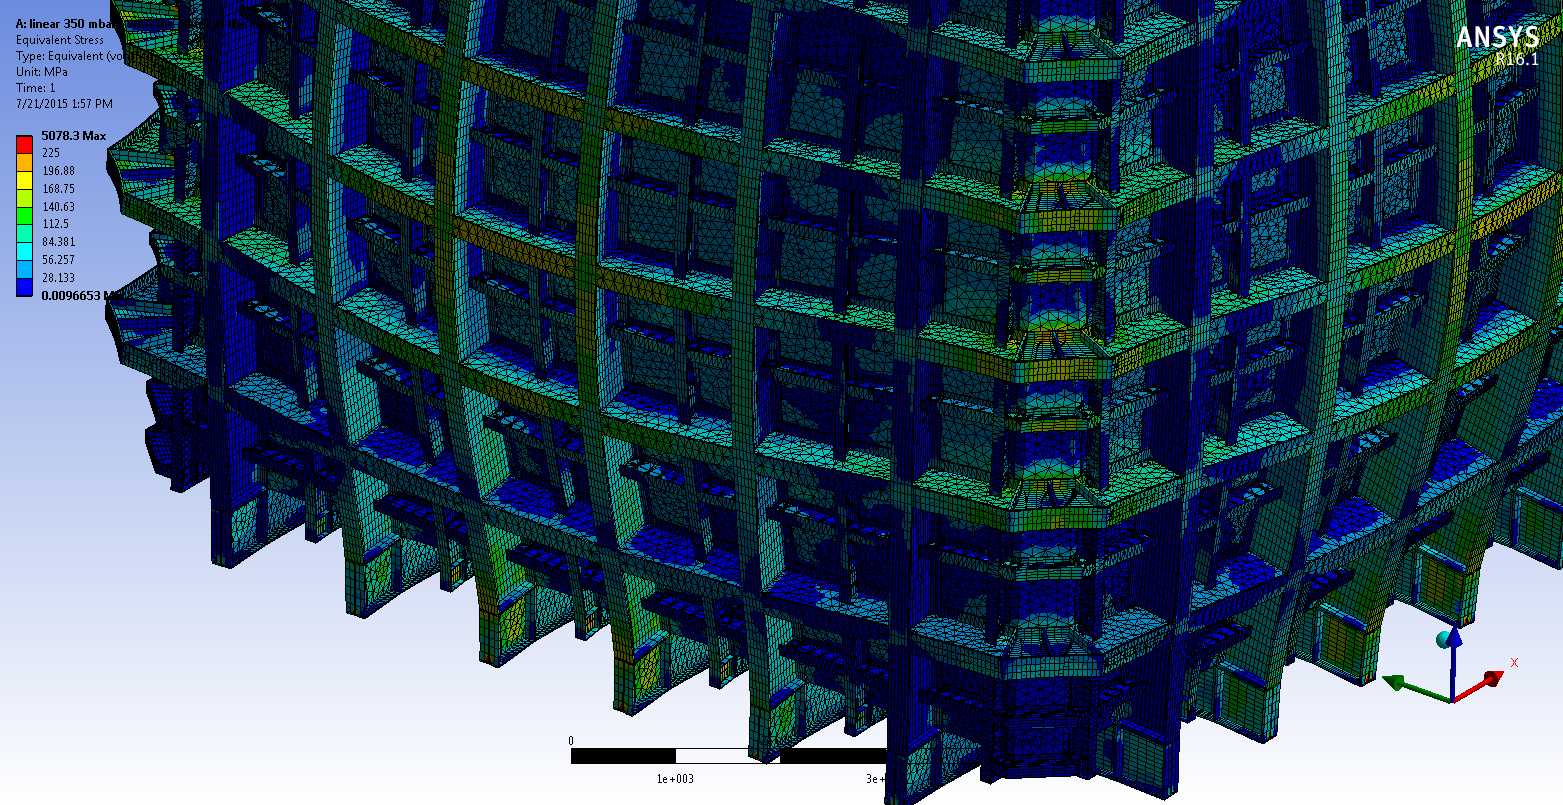 A: linear 350 mba
Equivalent Stress
Type: Equivalent (vo
Unit: MPa
Time: 1
7/21/2015 1:57 PM
5078.3 Max
225
196.88
168.75
140.63
112.5
84.381
56.257
28.133
0.0096653 M
ANSYS
R16.1
X
0
1e+003
3e+